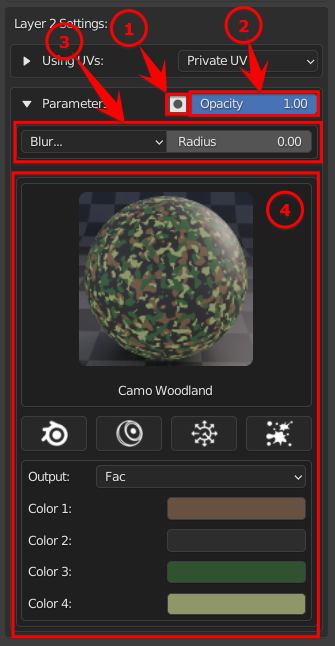 Layer 2 Settings:
1
2
3
Using UVs:
Private UV
Parameter
Opacity
1.00
Blur...
Radius
0.00
4
Camo Woodland
Output:
Fac
Color 1:
Color 2:
Color 3:
Color 4: